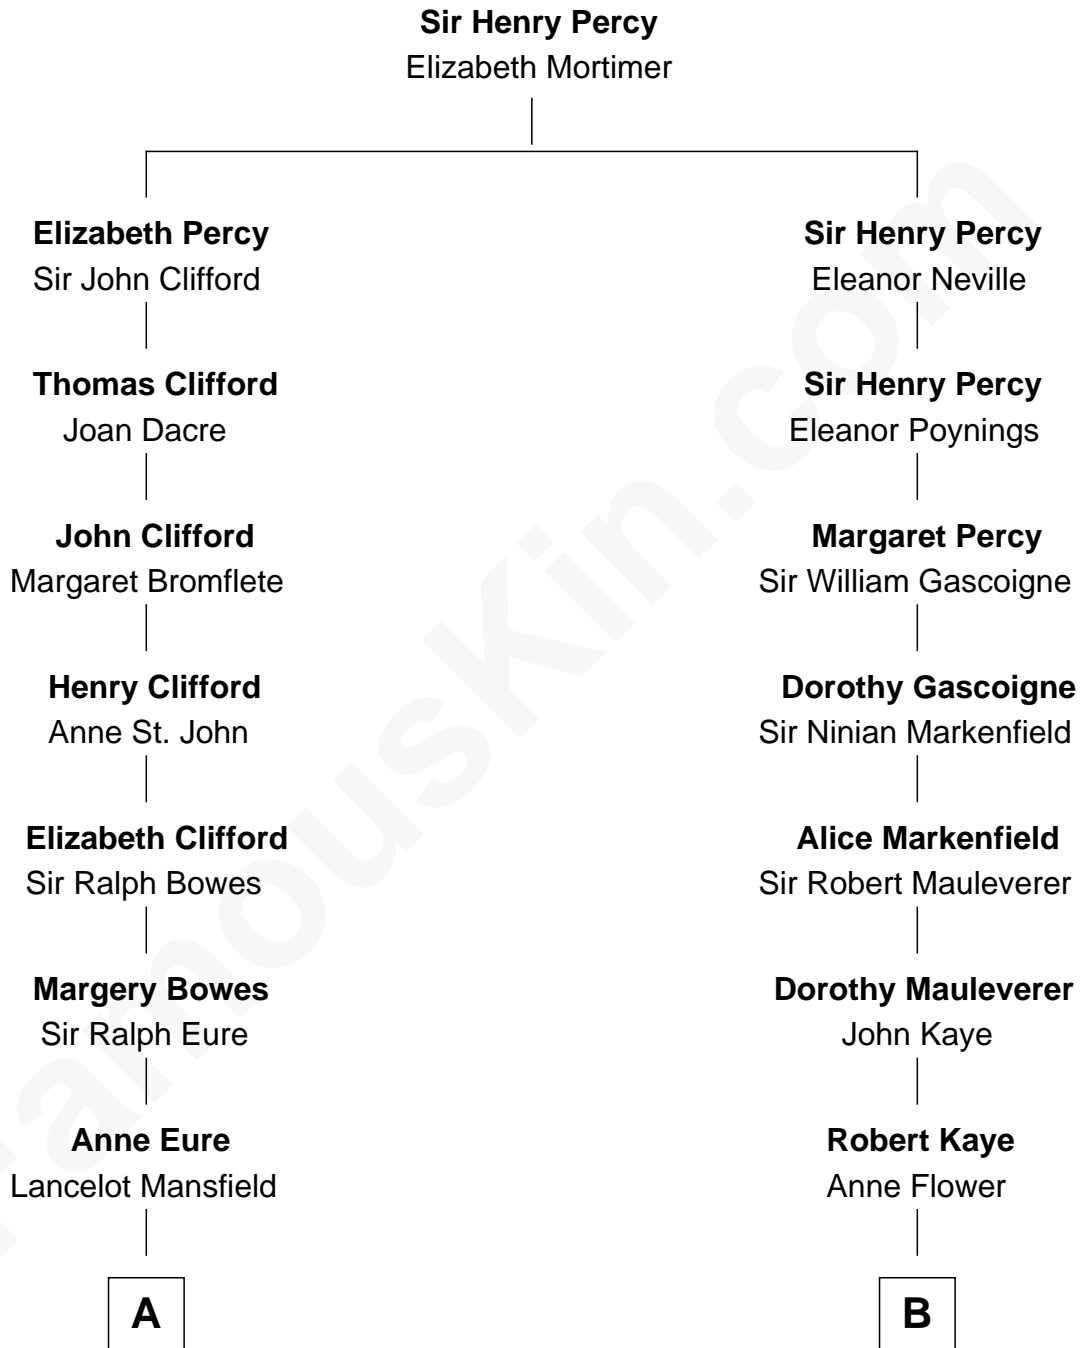 Sir Henry Percy
Elizabeth Mortimer
Elizabeth Percy
Sir John Clifford
Sir Henry Percy
Eleanor Neville
Thomas Clifford
Joan Dacre
Sir Henry Percy
Eleanor Poynings
John Clifford
Margaret Bromflete
Margaret Percy
Sir William Gascoigne
Henry Clifford
Anne St. John
Dorothy Gascoigne
Sir Ninian Markenfield
Elizabeth Clifford
Sir Ralph Bowes
Alice Markenfield
Sir Robert Mauleverer
Margery Bowes
Sir Ralph Eure
Dorothy Mauleverer
John Kaye
Anne Eure
Lancelot Mansfield
Robert Kaye
Anne Flower
A
B
FamousKin.com